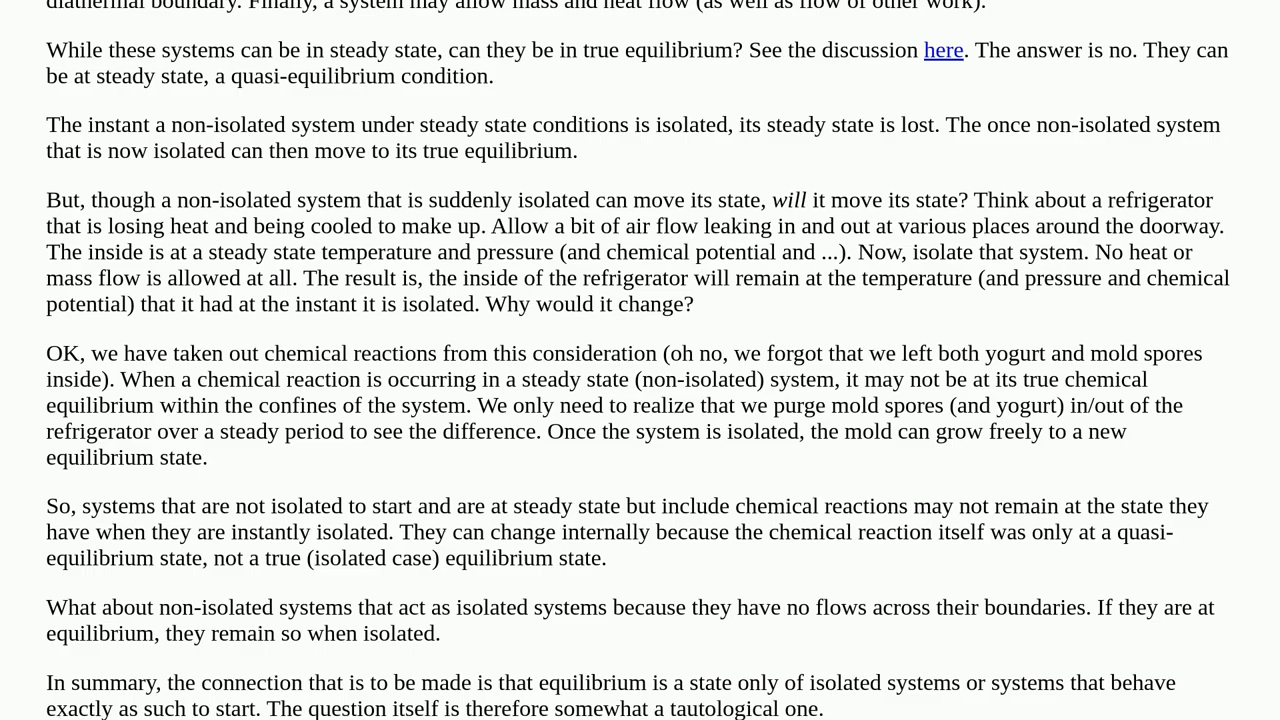 diathermal boundary. Finally, a system may allow mass and heat flow (as well as flow of other work).
While these systems can be in steady state, can they be in true equilibrium? See the discussion here. The answer is no. They can
be at steady state, a quasi-equilibrium condition.
The instant a non-isolated system under steady state conditions is isolated, its steady state is lost. The once non-isolated system
that is now isolated can then move to its true equilibrium.
But, though a non-isolated system that is suddenly isolated can move its state, will it move its state? Think about a refrigerator
that is losing heat and being cooled to make up. Allow a bit of air flow leaking in and out at various places around the doorway.
The inside is at a steady state temperature and pressure (and chemical potential and ...). Now, isolate that system. No heat or
mass flow is allowed at all. The result is, the inside of the refrigerator will remain at the temperature (and pressure and chemical
potential) that it had at the instant it is isolated. Why would it change?
OK, we have taken out chemical reactions from this consideration (oh no, we forgot that we left both yogurt and mold spores
inside). When a chemical reaction is occurring in a steady state (non-isolated) system, it may not be at its true chemical
equilibrium within the confines of the system. We only need to realize that we purge mold spores (and yogurt) in/out of the
refrigerator over a steady period to see the difference. Once the system is isolated, the mold can grow freely to a new
equilibrium state.
So, systems that are not isolated to start and are at steady state but include chemical reactions may not remain at the state they
have when they are instantly isolated. They can change internally because the chemical reaction itself was only at a quasi-
equilibrium state, not a true (isolated case) equilibrium state.
What about non-isolated systems that act as isolated systems because they have no flows across their boundaries. If they are at
equilibrium, they remain so when isolated.
In summary, the connection that is to be made is that equilibrium is a state only of isolated systems or systems that behave
exactly as such to start. The question itself is therefore somewhat a tautological one.